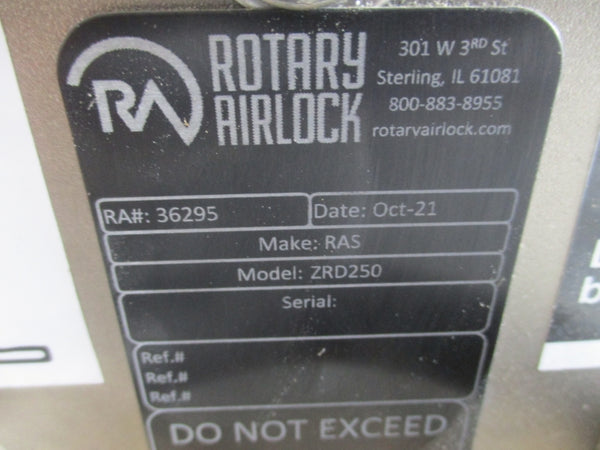 RA
ROTARY
AIRLOCK
301 W 3RD St
Sterling, IL 61081
800-883-8955
rotaryairlock.com
RA#: 36295
Date: Oct-21
Make: RAS
Model: ZRD250
Serial:
Ref.#
Ref.#
Ref.#
DO NOT EXCEED